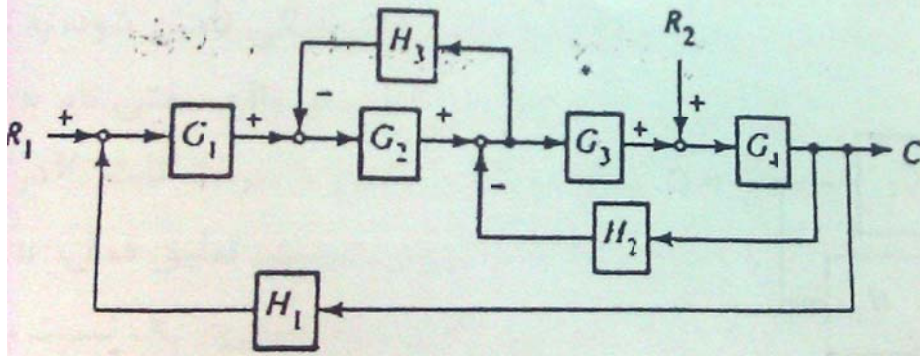 H3
R2
+
−
+
R1
+
G1
+
G2
+
G3
+
G4
C
−
H2
H1